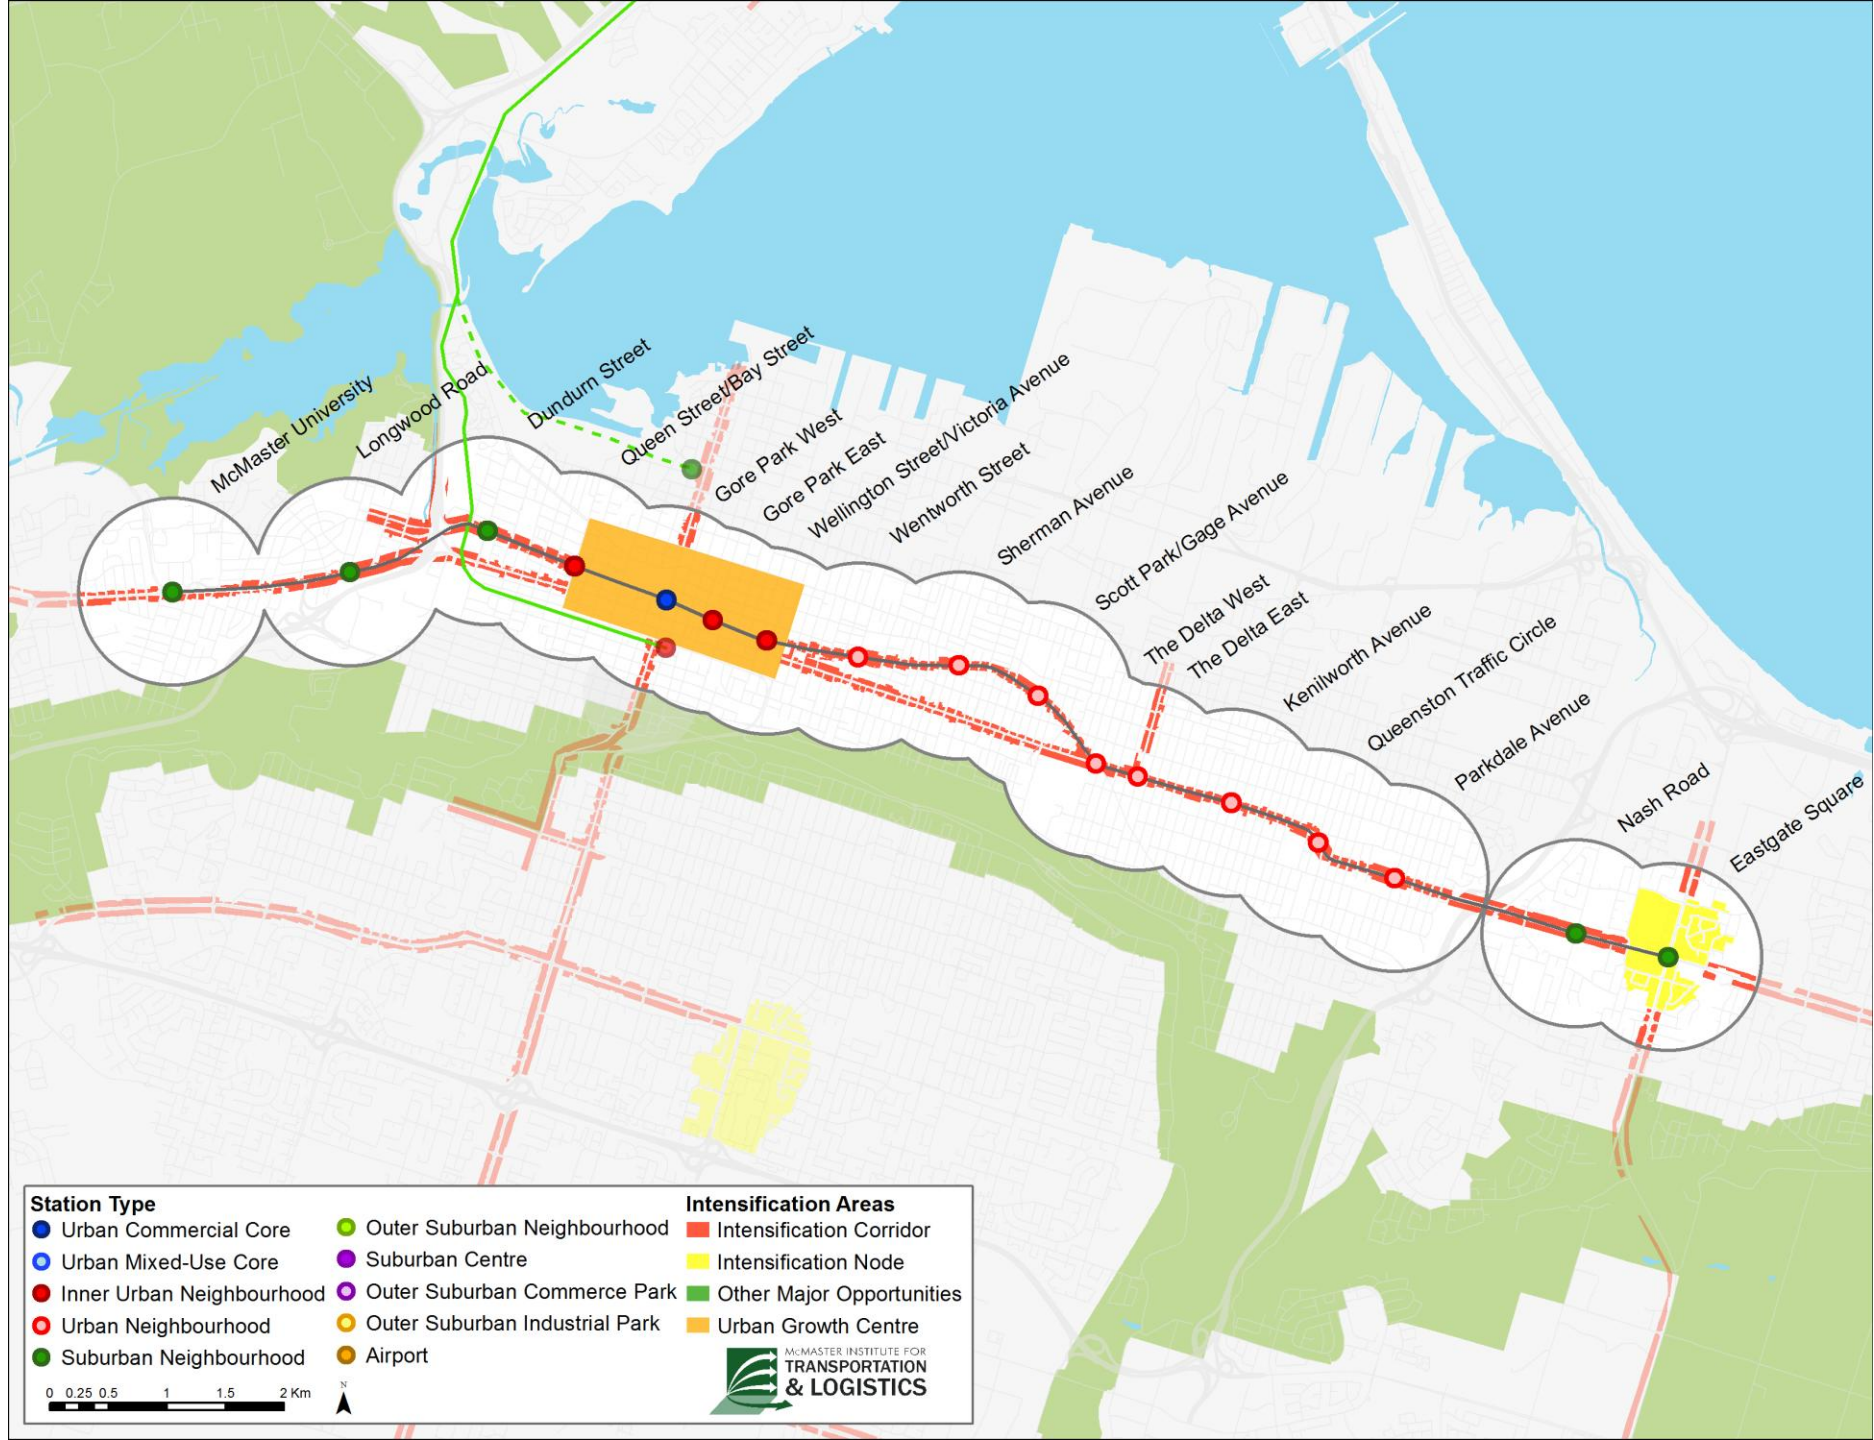 McMaster University
Longwood Road
Dundurn Street
Queen Street/Bay Street
Gore Park West
Gore Park East
Wellington Street/Victoria Avenue
Wentworth Street
Sherman Avenue
Scott Park/Gage Avenue
The Delta West
The Delta East
Kenilworth Avenue
Queenston Traffic Circle
Parkdale Avenue
Nash Road
Eastgate Square
Station Type
Urban Commercial Core
Urban Mixed-Use Core
Inner Urban Neighbourhood
Urban Neighbourhood
Suburban Neighbourhood
Outer Suburban Neighbourhood
Suburban Centre
Outer Suburban Commerce Park
Outer Suburban Industrial Park
Airport
Intensification Areas
Intensification Corridor
Intensification Node
Other Major Opportunities
Urban Growth Centre
0 0.25 0.5 1 1.5 2 Km
N
McMASTER INSTITUTE FOR
TRANSPORTATION
& LOGISTICS